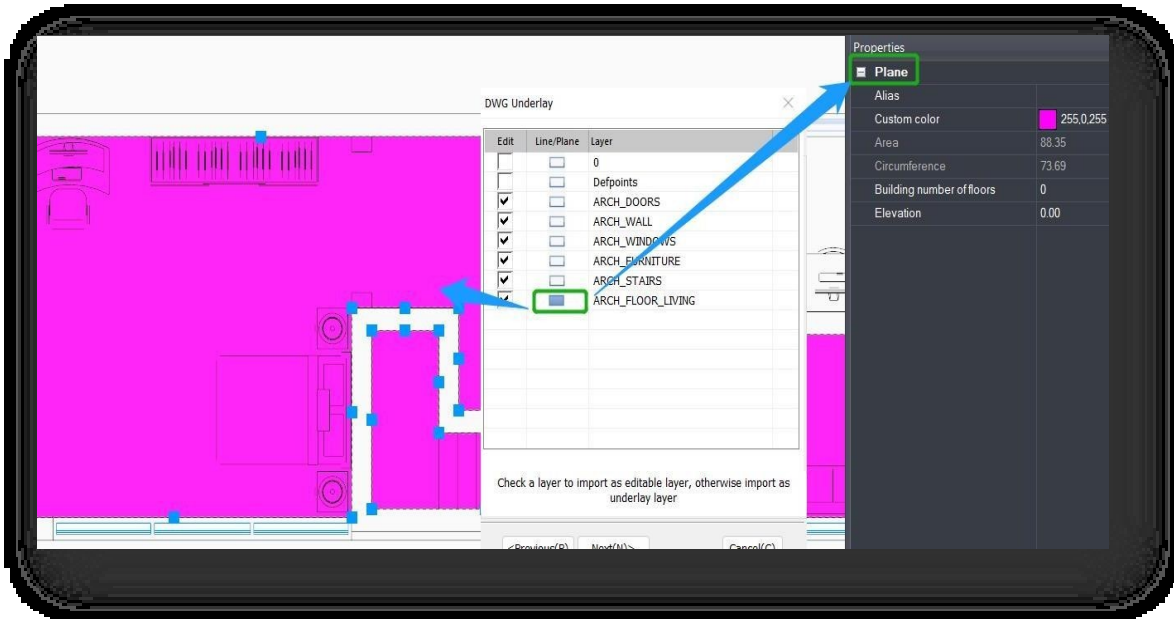 Properties
Plane
Alias
Custom color 255,0,255
Area 88.35
Circumference 73.69
Building number of floors 0
Elevation 0.00
DWG Underlay
Edit Line/Plane Layer
0
Defpoints
ARCH_DOORS
ARCH_WALL
ARCH_WINDOWS
ARCH_FURNITURE
ARCH_STAIRS
ARCH_FLOOR_LIVING
Check a layer to import as editable layer, otherwise import as
underlay layer
<Previous(P) Next(N)> Cancel(C)